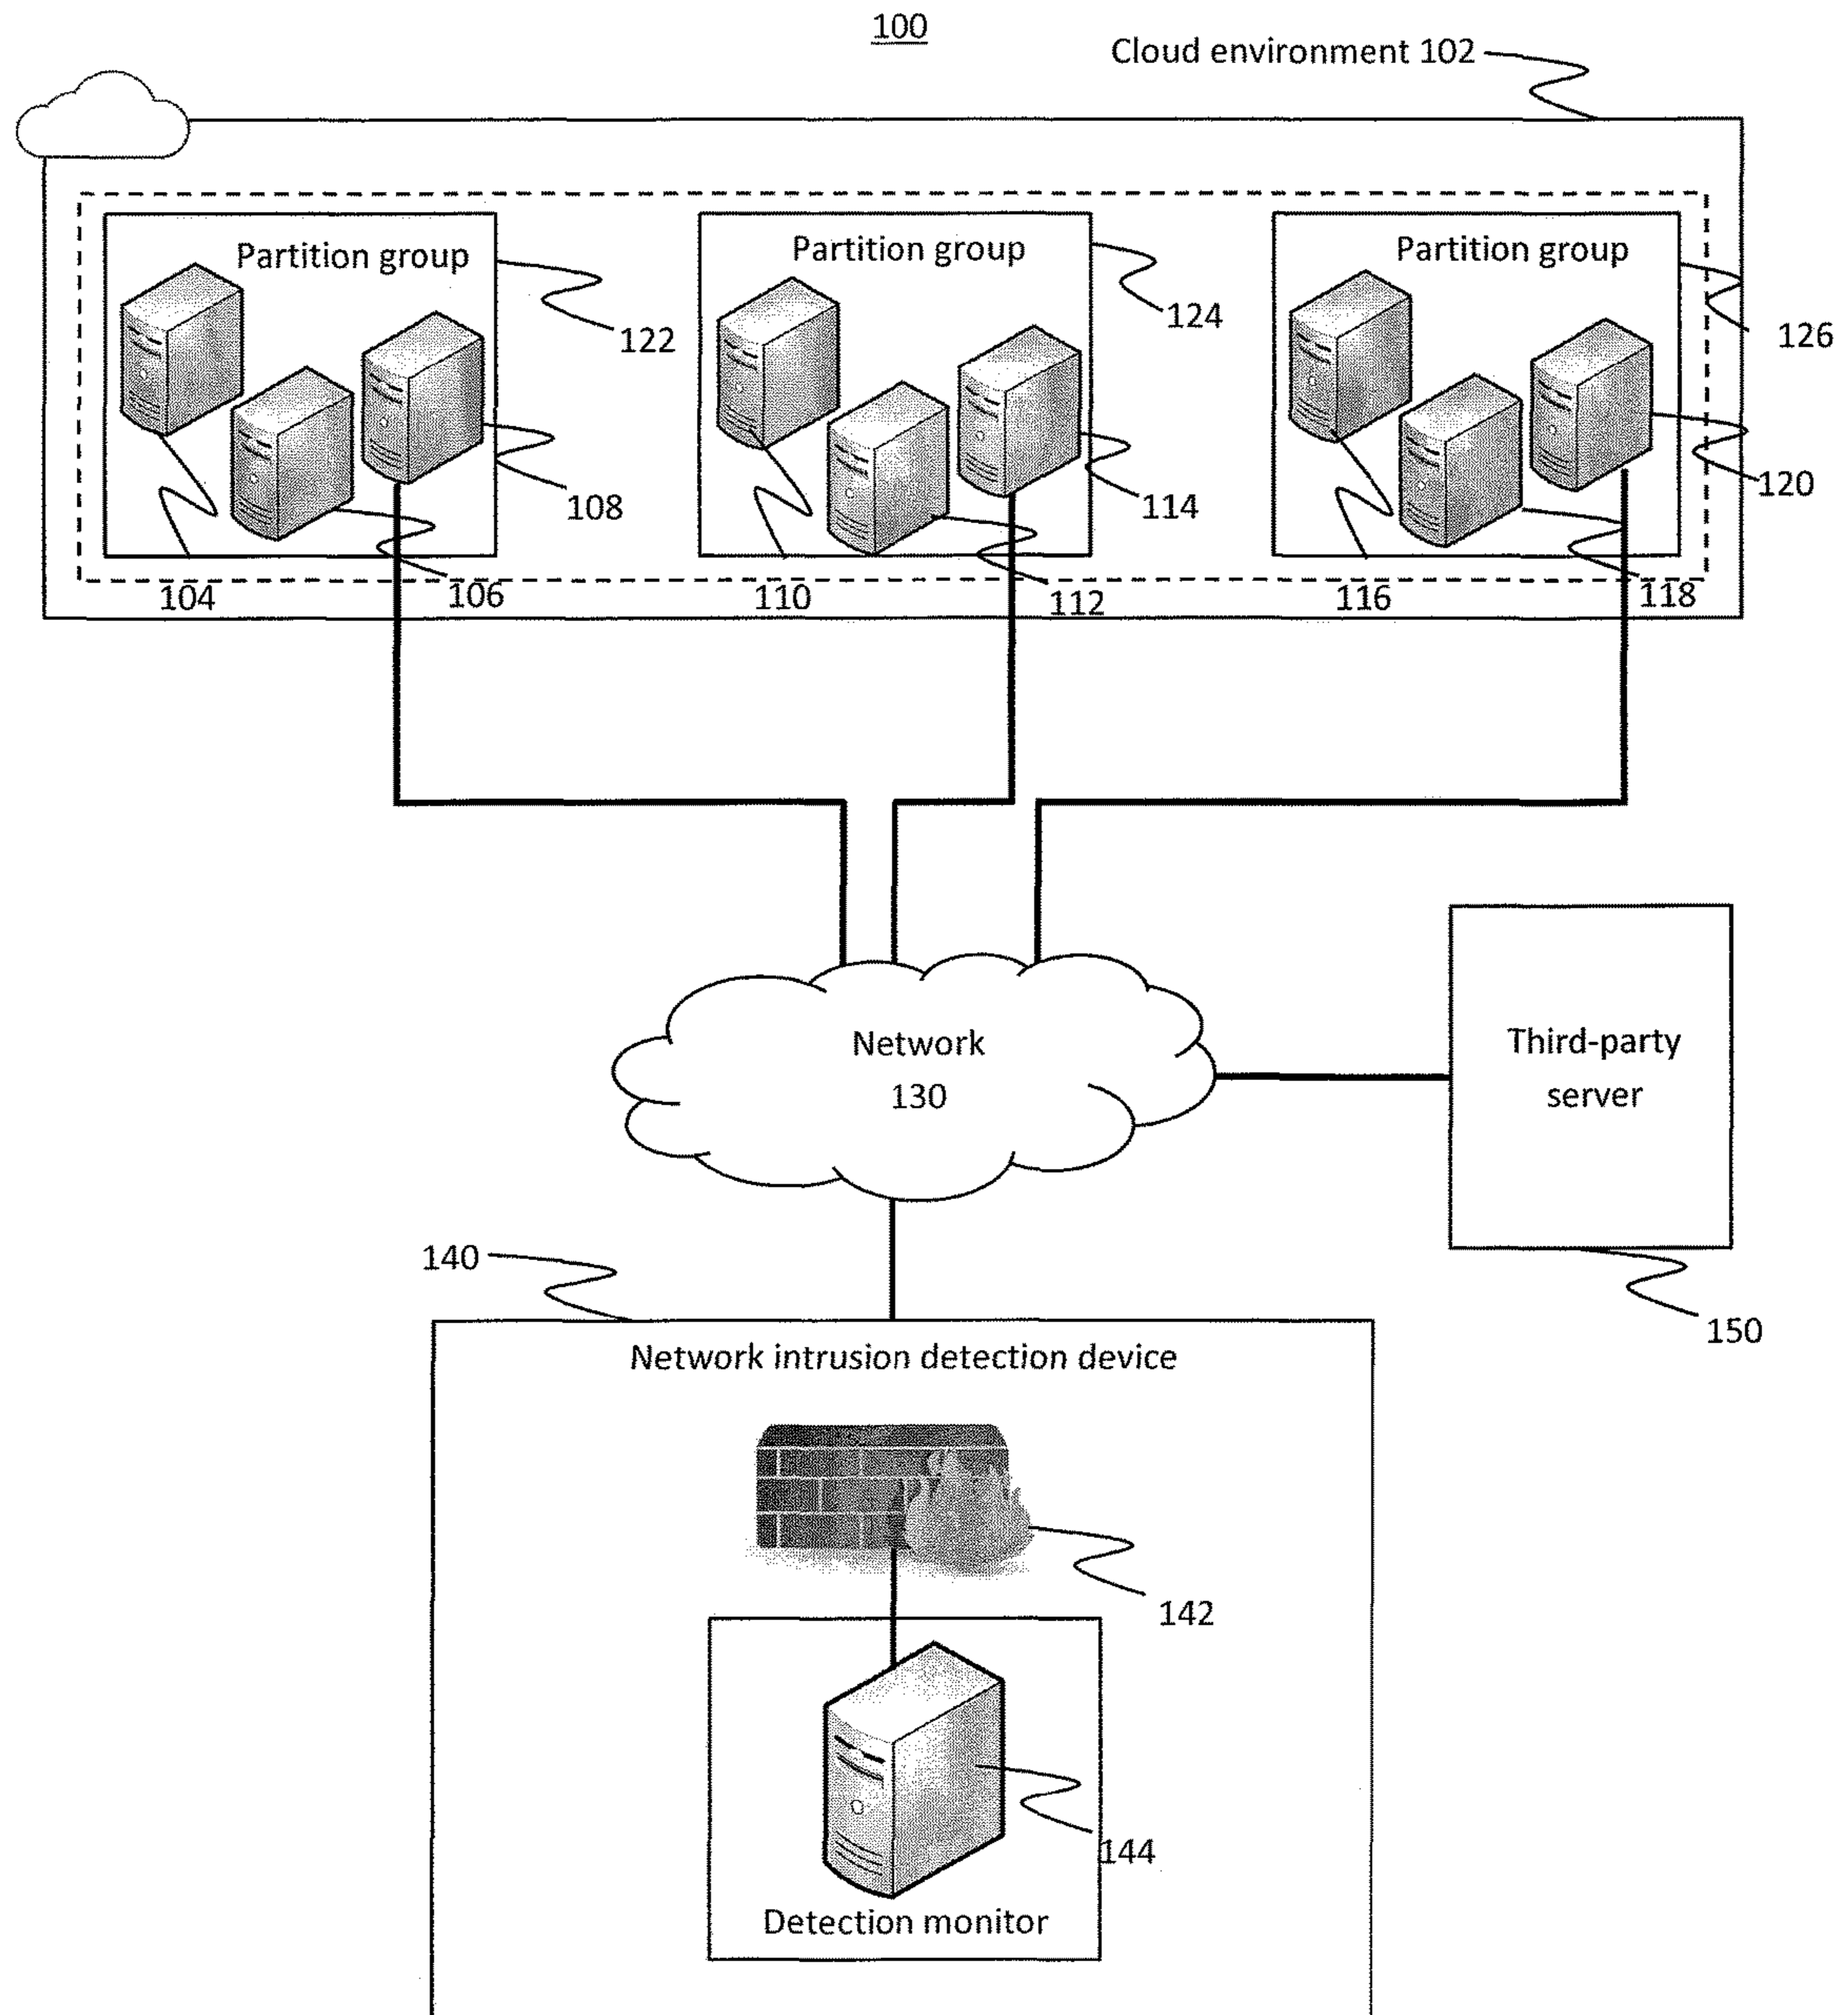 100
Cloud environment 102
Partition group
Partition group
Partition group
122
124
126
108
114
120
104
106
110
112
116
118
Network
130
Third-party
server
140
150
Network intrusion detection device
142
144
Detection monitor